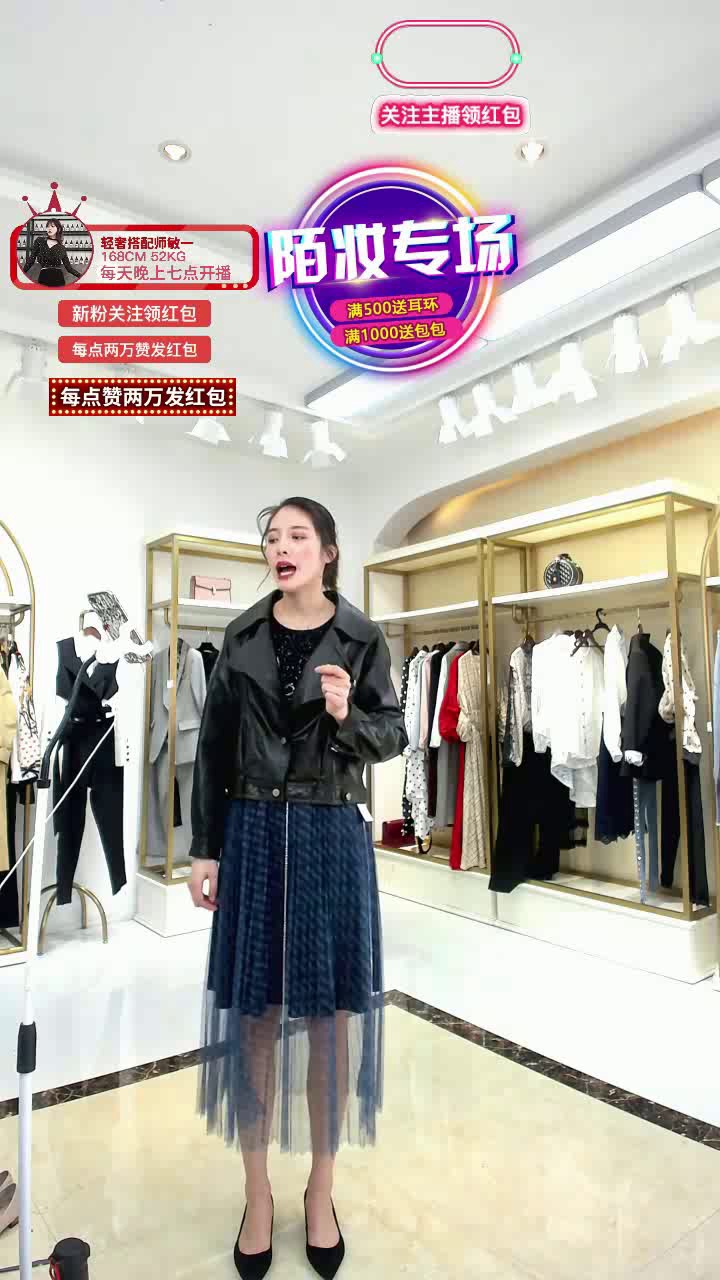 关注主播领红包
轻奢搭配师敏一
168CM 52KG
每天晚上七点开播
新粉关注领红包
每点两万赞发红包
每点赞两万发红包
陌妆专场
满500送耳环
满1000送包包